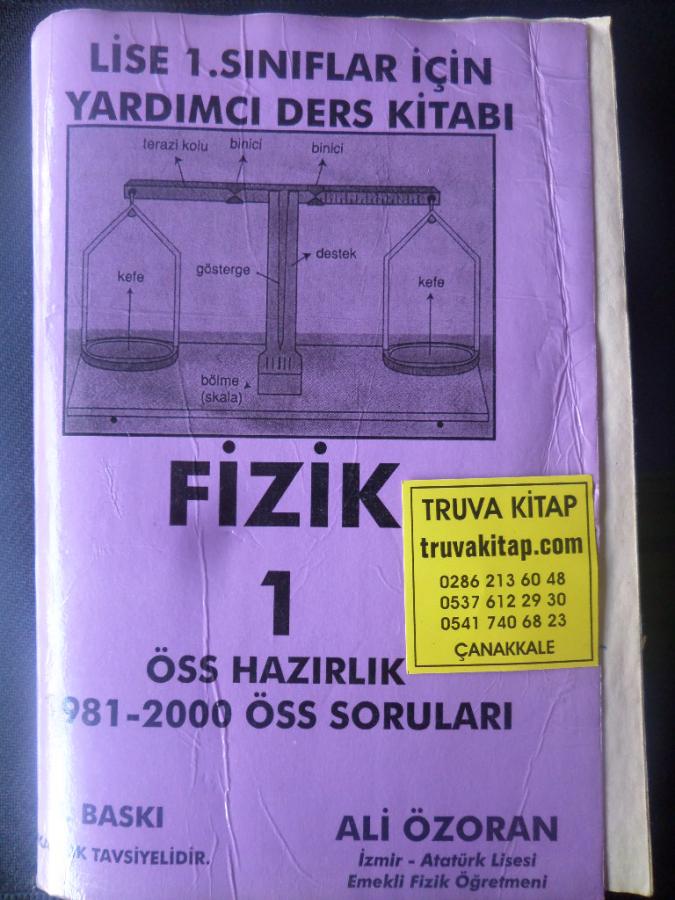 LİSE 1.SINIFLAR İÇİN
YARDIMCI DERS KİTABI
terazi kolu
binici
binici
gösterge
destek
kefe
kefe
bölme
(skala)
FİZİK
1
ÖSS HAZIRLIK
1981-2000 ÖSS SORULARI
TRUVA KİTAP
truvakitap.com
0286 213 60 48
0537 612 29 30
0541 740 68 23
ÇANAKKALE
BASKI
TAVSİYELİDİR.
ALİ ÖZORAN
İzmir - Atatürk Lisesi
Emekli Fizik Öğretmeni